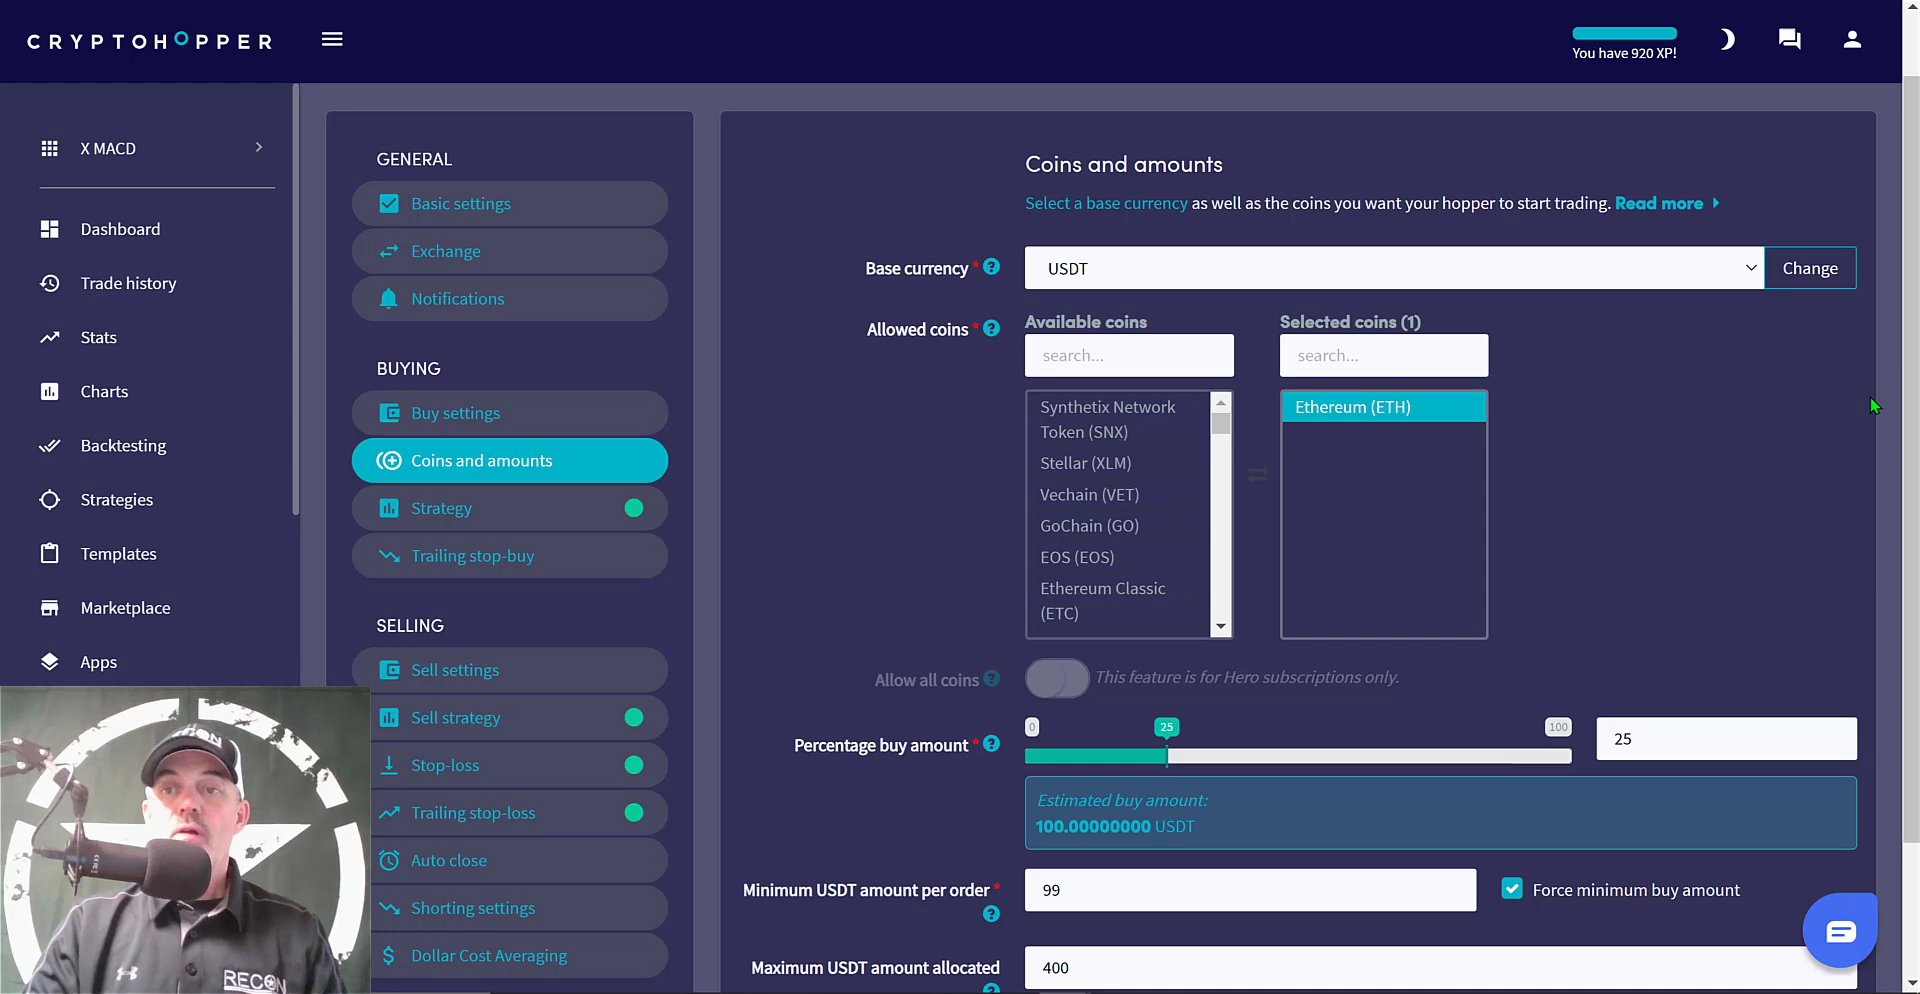 CRYPTOHOPPER
You have 920 XP!
X MACD
Dashboard
Trade history
Stats
Charts
Backtesting
Strategies
Templates
Marketplace
Apps
GENERAL
Basic settings
Exchange
Notifications
BUYING
Buy settings
Coins and amounts
Strategy
Trailing stop-buy
SELLING
Sell settings
Sell strategy
Stop-loss
Trailing stop-loss
Auto close
Shorting settings
Dollar Cost Averaging
Coins and amounts
Select a base currency as well as the coins you want your hopper to start trading. Read more
Base currency * ?
USDT
Change
Allowed coins * ?
Available coins
search...
Synthetix Network
Token (SNX)
Stellar (XLM)
Vechain (VET)
GoChain (GO)
EOS (EOS)
Ethereum Classic
(ETC)
Selected coins (1)
search...
Ethereum (ETH)
Allow all coins ?
This feature is for Hero subscriptions only.
Percentage buy amount * ?
0
25
100
25
Estimated buy amount:
100.00000000 USDT
Minimum USDT amount per order *
?
99
Force minimum buy amount
Maximum USDT amount allocated
?
400
RECON